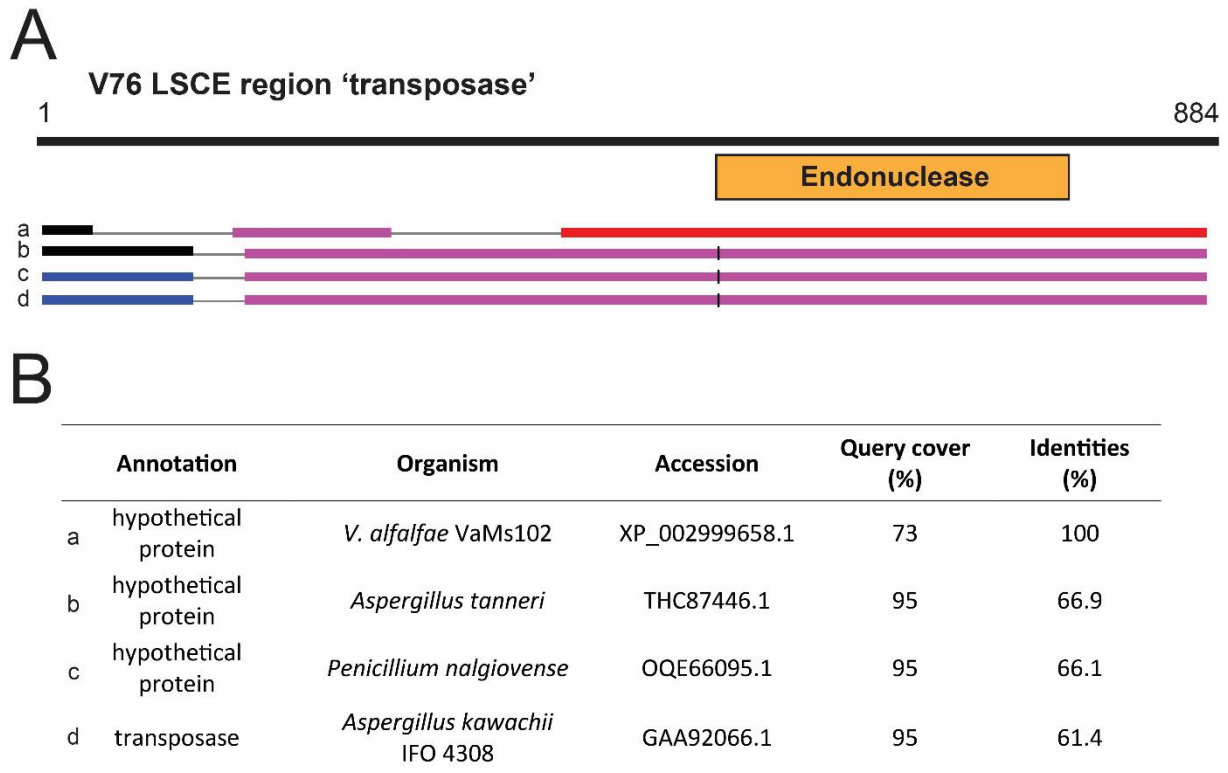 A
V76 LSCE region ‘transposase’
1
884
Endonuclease
a
b
c
d
B
Annotation Organism Accession Query cover (%) Identities (%)
a hypothetical protein V. alfalfae VaMs102 XP_002999658.1 73 100
b hypothetical protein Aspergillus tanneri THC87446.1 95 66.9
c hypothetical protein Penicillium nalgiovense OQE66095.1 95 66.1
d transposase Aspergillus kawachii IFO 4308 GAA92066.1 95 61.4